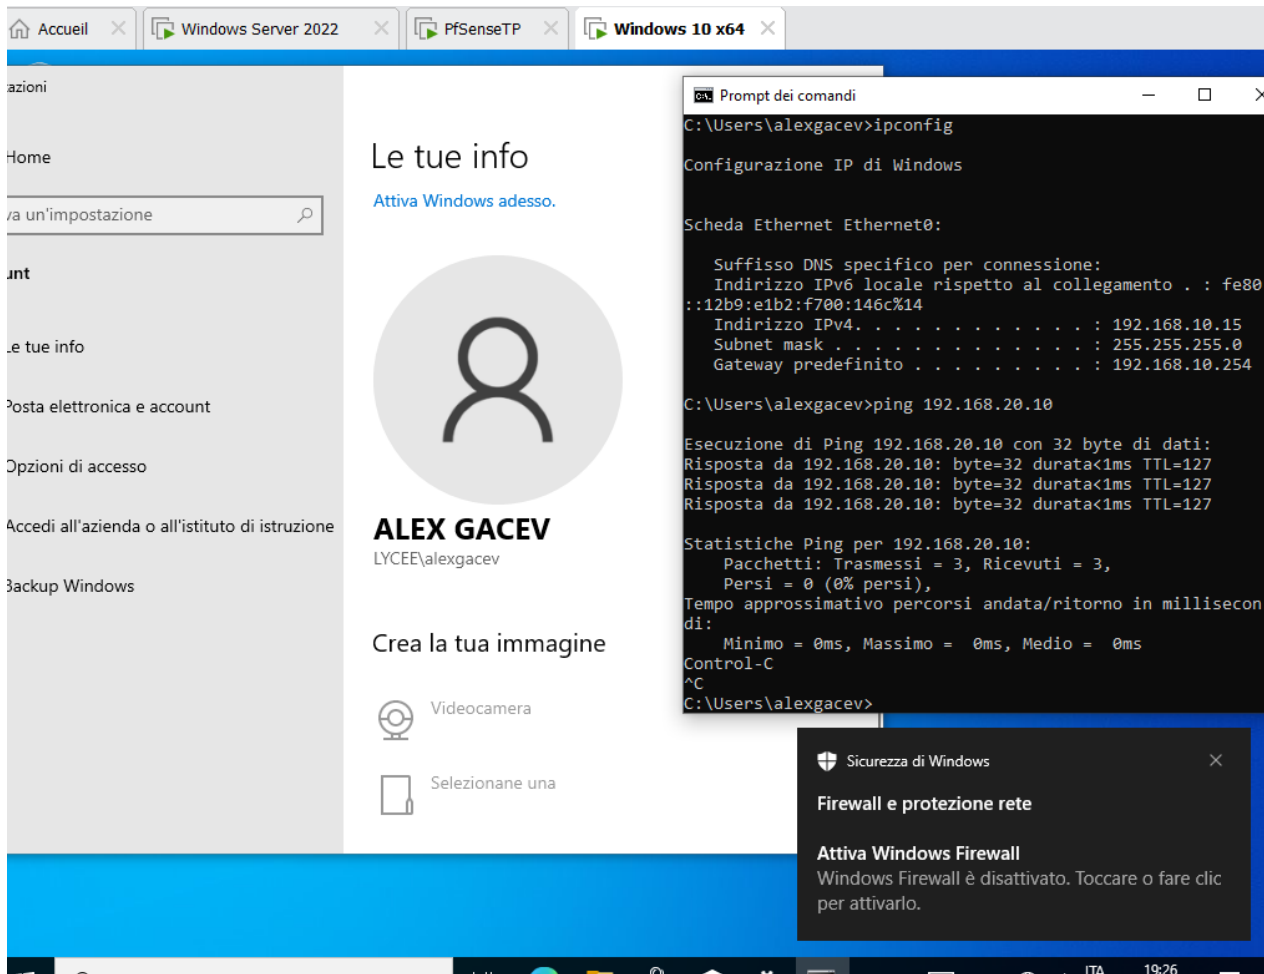 Accueil
Windows Server 2022
PfSenseTP
Windows 10 x64
azioni
Home
va un'impostazione
unt
Le tue info
Posta elettronica e account
Opzioni di accesso
Accedi all'azienda o all'istituto di istruzione
Backup Windows
Le tue info
Attiva Windows adesso.
ALEX GACEV
LYCEE\alexgacev
Crea la tua immagine
Videocamera
Selezionane una
Prompt dei comandi
C:\Users\alexgacev>ipconfig
Configurazione IP di Windows
Scheda Ethernet Ethernet0:
Suffisso DNS specifico per connessione:
Indirizzo IPv6 locale rispetto al collegamento . : fe80
::12b9:e1b2:f700:146c%14
Indirizzo IPv4. . . . . . . . . . . . : 192.168.10.15
Subnet mask . . . . . . . . . . . . . : 255.255.255.0
Gateway predefinito . . . . . . . . . : 192.168.10.254
C:\Users\alexgacev>ping 192.168.20.10
Esecuzione di Ping 192.168.20.10 con 32 byte di dati:
Risposta da 192.168.20.10: byte=32 durata<1ms TTL=127
Risposta da 192.168.20.10: byte=32 durata<1ms TTL=127
Risposta da 192.168.20.10: byte=32 durata<1ms TTL=127
Statistiche Ping per 192.168.20.10:
Pacchetti: Trasmessi = 3, Ricevuti = 3,
Persi = 0 (0% persi),
Tempo approssimativo percorsi andata/ritorno in millisecon
di:
Minimo = 0ms, Massimo =  0ms, Medio =  0ms
Control-C
^C
C:\Users\alexgacev>
Sicurezza di Windows
Firewall e protezione rete
Attiva Windows Firewall
Windows Firewall è disattivato. Toccare o fare clic
per attivarlo.
ITA
19:26